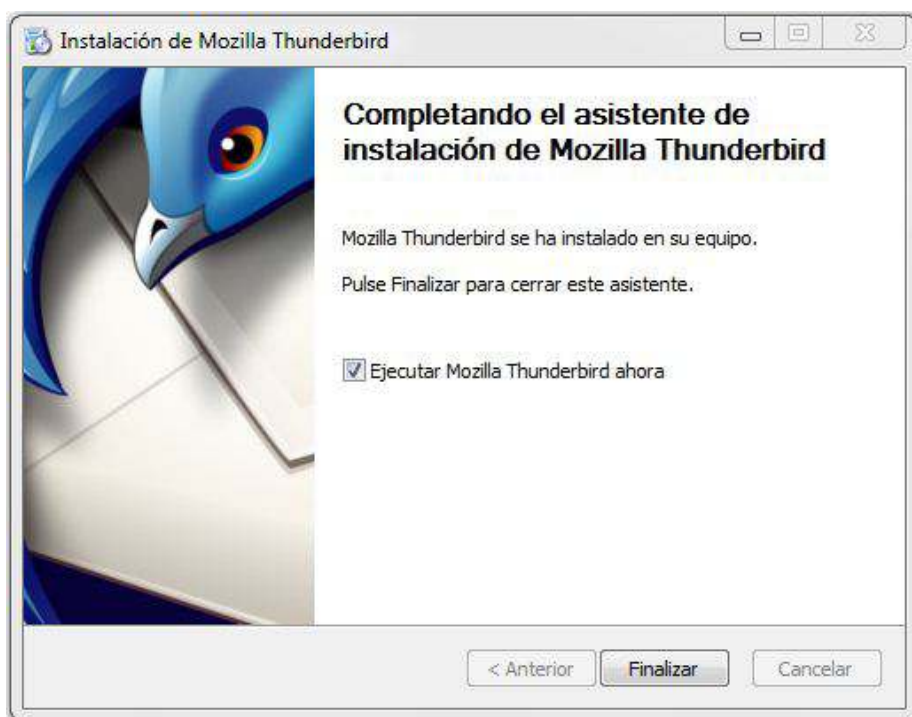 Instalación de Mozilla Thunderbird
Completando el asistente de
instalación de Mozilla Thunderbird
Mozilla Thunderbird se ha instalado en su equipo.
Pulse Finalizar para cerrar este asistente.
Ejecutar Mozilla Thunderbird ahora
< Anterior Finalizar Cancelar